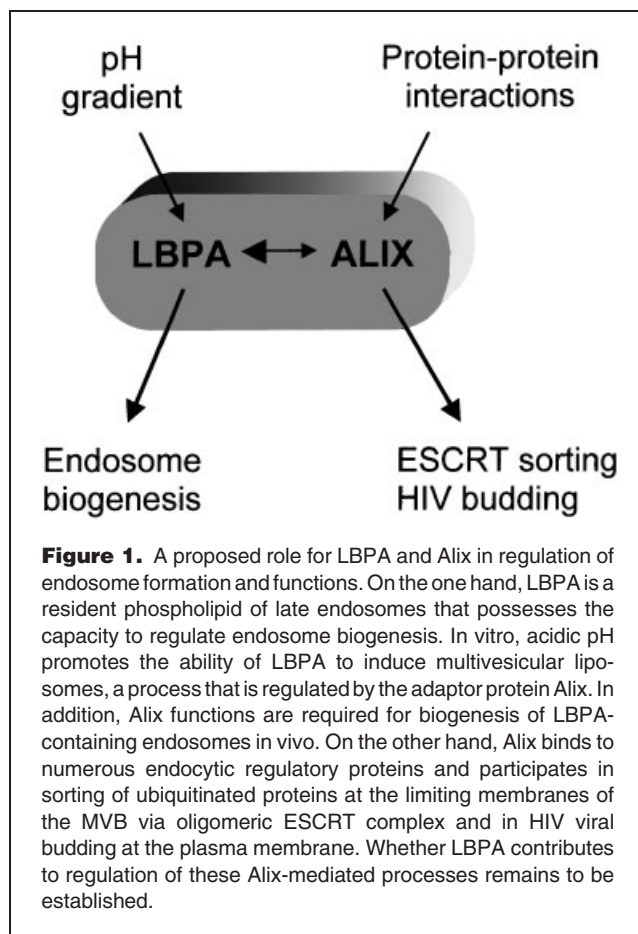 pH
gradient
Protein-protein
interactions
LBPA
ALIX
Endosome
biogenesis
ESCRT sorting
HIV budding
Figure 1. A proposed role for LBPA and Alix in regulation of
endosome formation and functions. On the one hand, LBPA is a
resident phospholipid of late endosomes that possesses the
capacity to regulate endosome biogenesis. In vitro, acidic pH
promotes the ability of LBPA to induce multivesicular lipo-
somes, a process that is regulated by the adaptor protein Alix. In
addition, Alix functions are required for biogenesis of LBPA-
containing endosomes in vivo. On the other hand, Alix binds to
numerous endocytic regulatory proteins and participates in
sorting of ubiquitinated proteins at the limiting membranes of
the MVB via oligomeric ESCRT complex and in HIV viral
budding at the plasma membrane. Whether LBPA contributes
to regulation of these Alix-mediated processes remains to be
established.